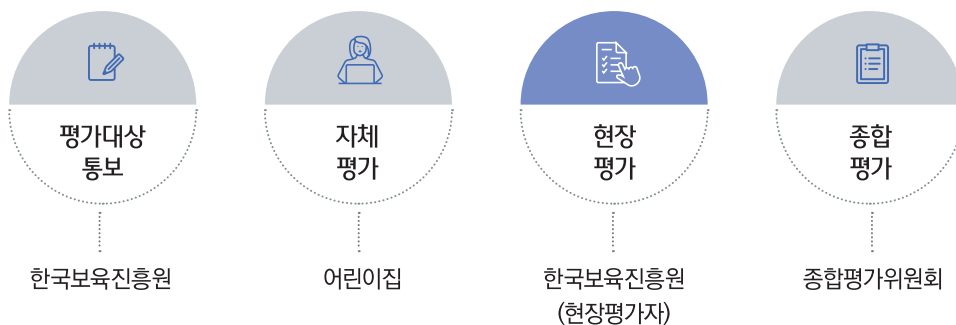 평가대상
통보
자체
평가
현장
평가
종합
평가
한국보육진흥원
어린이집
한국보육진흥원
(현장평가자)
종합평가위원회